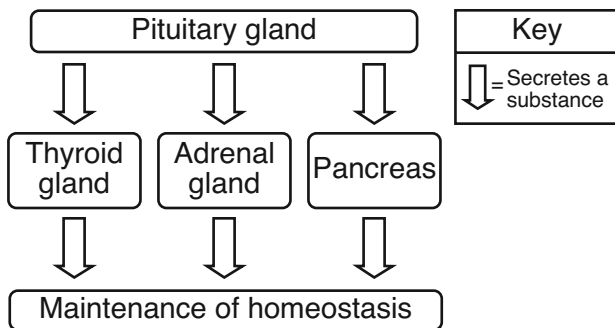 Pituitary gland
Key
= Secretes a
substance
Thyroid
gland
Adrenal
gland
Pancreas
Maintenance of homeostasis